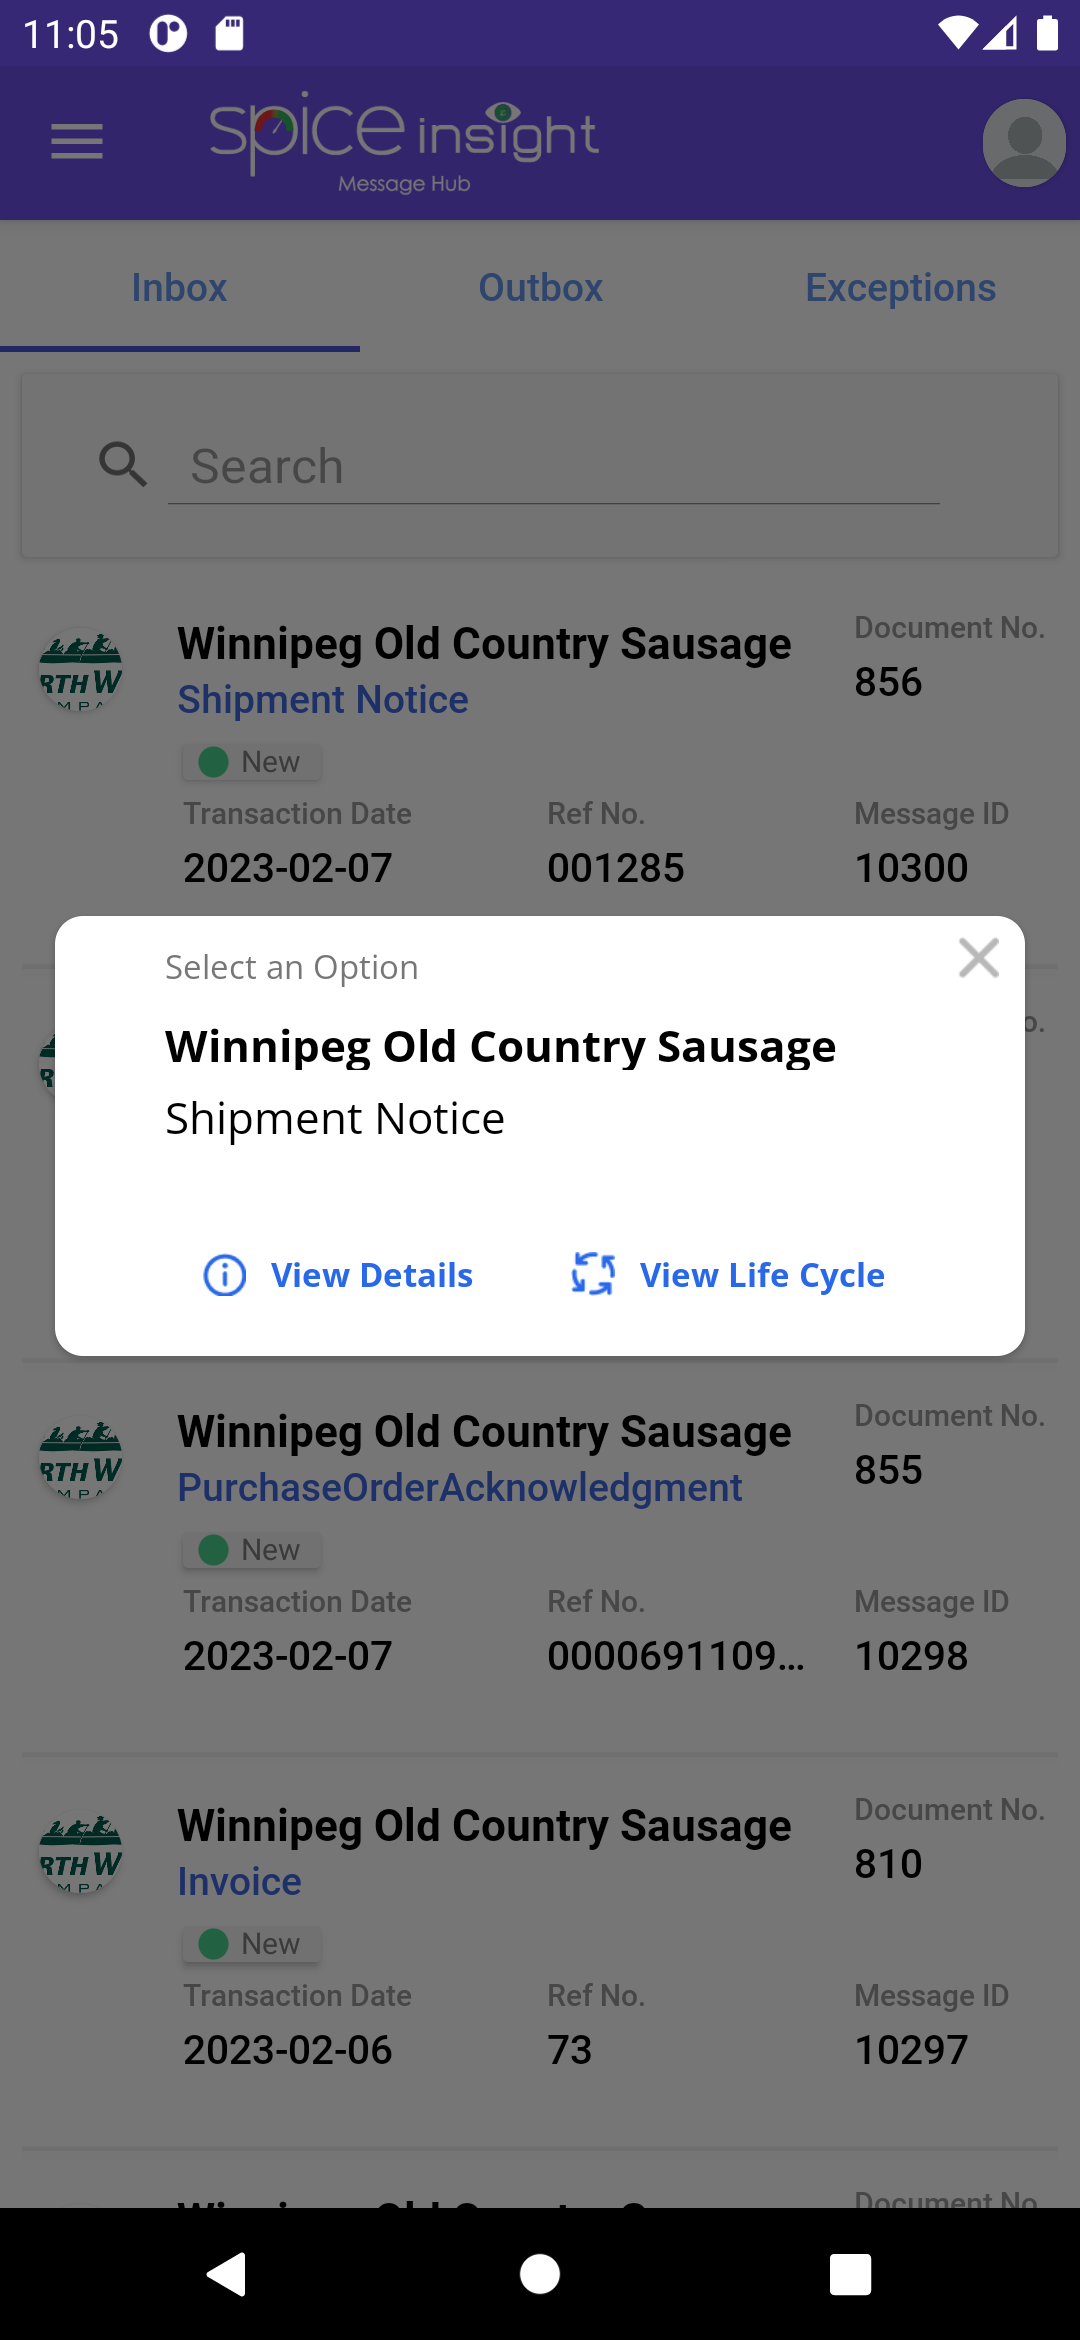 11:05
spice insight
Message Hub
Inbox Outbox Exceptions
Search
Winnipeg Old Country Sausage
Document No.
856
Shipment Notice
New
Transaction Date Ref No. Message ID
2023-02-07 001285 10300
Select an Option
Winnipeg Old Country Sausage
Shipment Notice
View Details View Life Cycle
RTH W
MPA
Winnipeg Old Country Sausage
Document No.
855
PurchaseOrderAcknowledgment
New
Transaction Date Ref No. Message ID
2023-02-07 0000691109... 10298
RTH W
MPA
Winnipeg Old Country Sausage
Document No.
810
Invoice
New
Transaction Date Ref No. Message ID
2023-02-06 73 10297
RTH W
MPA
Document No.